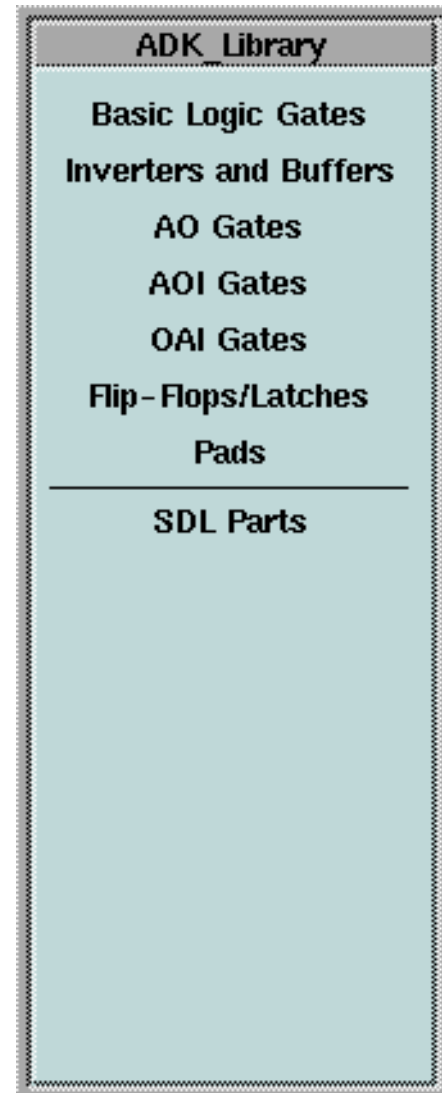 ADK_Library
Basic Logic Gates
Inverters and Buffers
AO Gates
AOI Gates
OAI Gates
Flip-Flops/Latches
Pads
SDL Parts